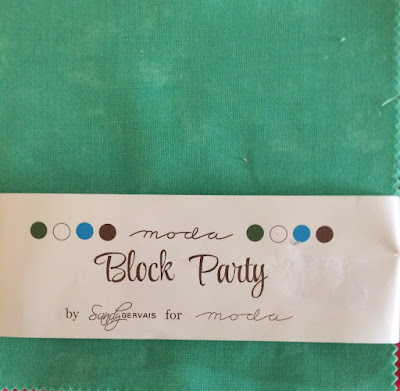 moda
Block Party
by Sandy GERVAIS for moda